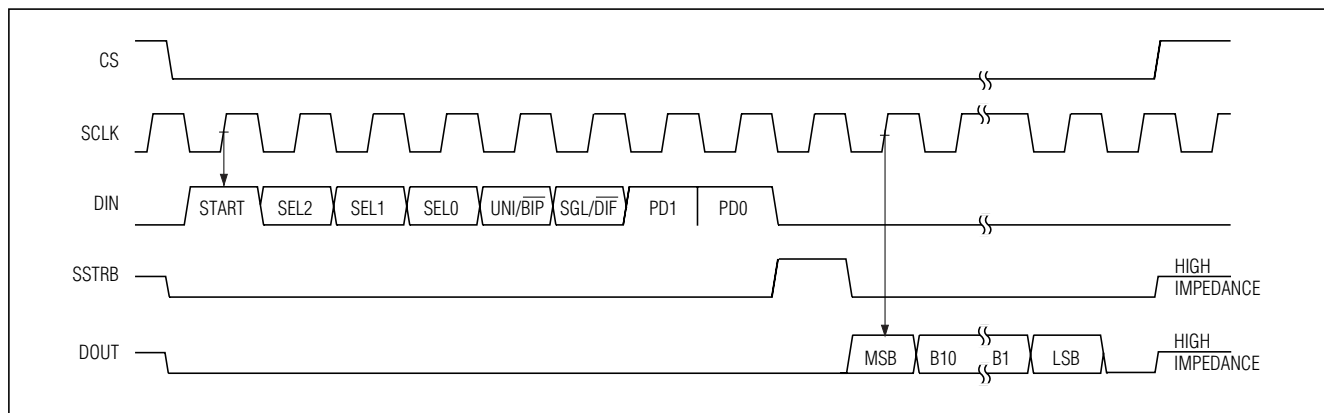 CS
SCLK
DIN
START SEL2 SEL1 SEL0 UNI/BIP SGL/DIF PD1 PD0
SSTRB
HIGH
IMPEDANCE
DOUT
MSB B10 B1 LSB
HIGH
IMPEDANCE